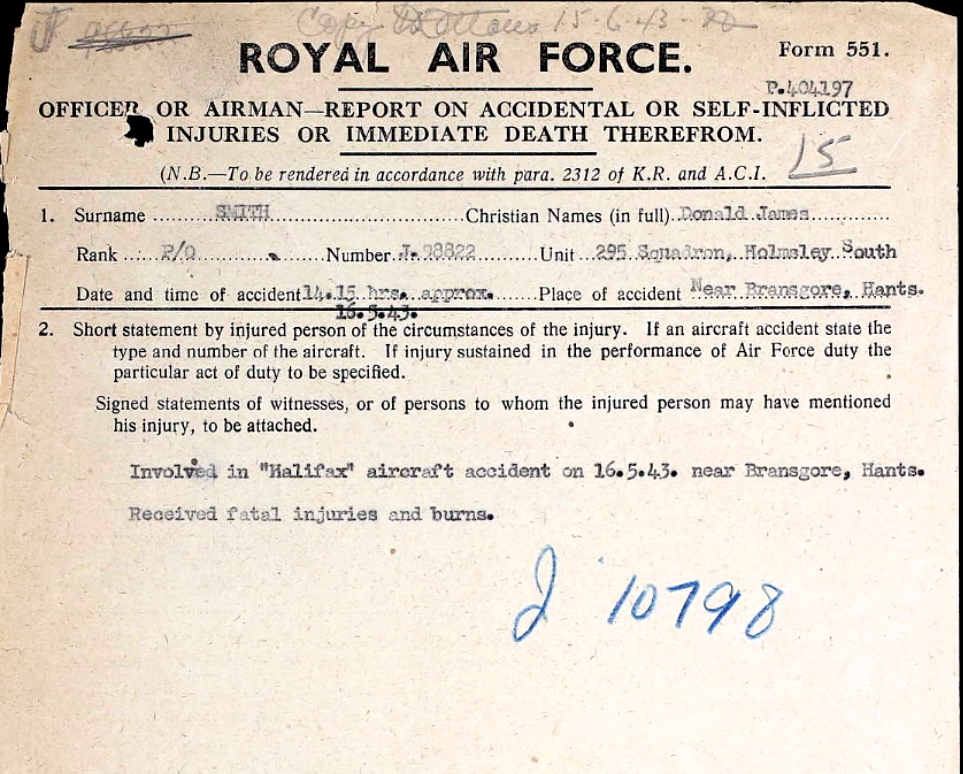 Copy to Ottawa 15-6-43
ROYAL AIR FORCE.
Form 551.
P.404197
OFFICER OR AIRMAN—REPORT ON ACCIDENTAL OR SELF-INFLICTED
INJURIES OR IMMEDIATE DEATH THEREFROM.
15
(N.B.—To be rendered in accordance with para. 2312 of K.R. and A.C.I.
1. Surname SMITH Christian Names (in full) Donald James
Rank P/O Number J.98822 Unit 295 Squadron, Holmsley South
Date and time of accident 14.15 hrs. approx. Place of accident Near Bransgore, Hants.
16.5.43.
2. Short statement by injured person of the circumstances of the injury. If an aircraft accident state the
type and number of the aircraft. If injury sustained in the performance of Air Force duty the
particular act of duty to be specified.
Signed statements of witnesses, or of persons to whom the injured person may have mentioned
his injury, to be attached.
Involved in "Halifax" aircraft accident on 16.5.43. near Bransgore, Hants.
Received fatal injuries and burns.
J 10798